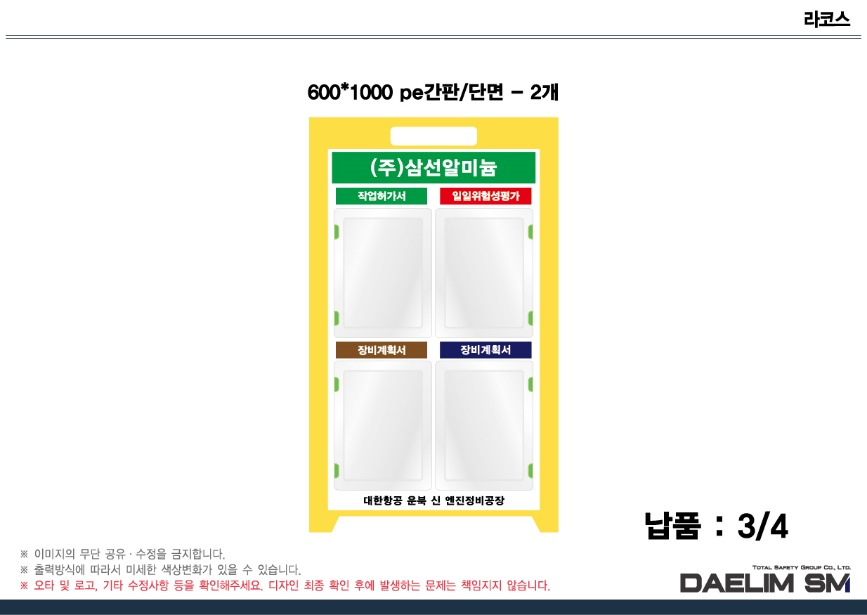 라코스
600*1000 pe간판/단면 - 2개
(주)삼선알미늄
작업허가서 일일위험성평가
장비계획서 장비계획서
대한항공 운북 신 엔진정비공장
납품 : 3/4
※ 이미지의 무단 공유 · 수정을 금지합니다.
※ 출력방식에 따라서 미세한 색상변화가 있을 수 있습니다.
※ 오타 및 로고, 기타 수정사항 등을 확인해주세요. 디자인 최종 확인 후에 발생하는 문제는 책임지지 않습니다.
TOTAL SAFETY GROUP CO., LTD.
DAELIM SM